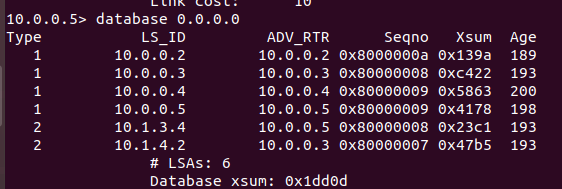 Link cost: 10
10.0.0.5> database 0.0.0.0
Type LS_ID ADV_RTR Seqno Xsum Age
1 10.0.0.2 10.0.0.2 0x8000000a 0x139a 189
1 10.0.0.3 10.0.0.3 0x80000008 0xc422 193
1 10.0.0.4 10.0.0.4 0x80000009 0x5863 200
1 10.0.0.5 10.0.0.5 0x80000009 0x4178 198
2 10.1.3.4 10.0.0.5 0x80000008 0x23c1 193
2 10.1.4.2 10.0.0.3 0x80000007 0x47b5 193
# LSAs: 6
Database xsum: 0x1dd0d